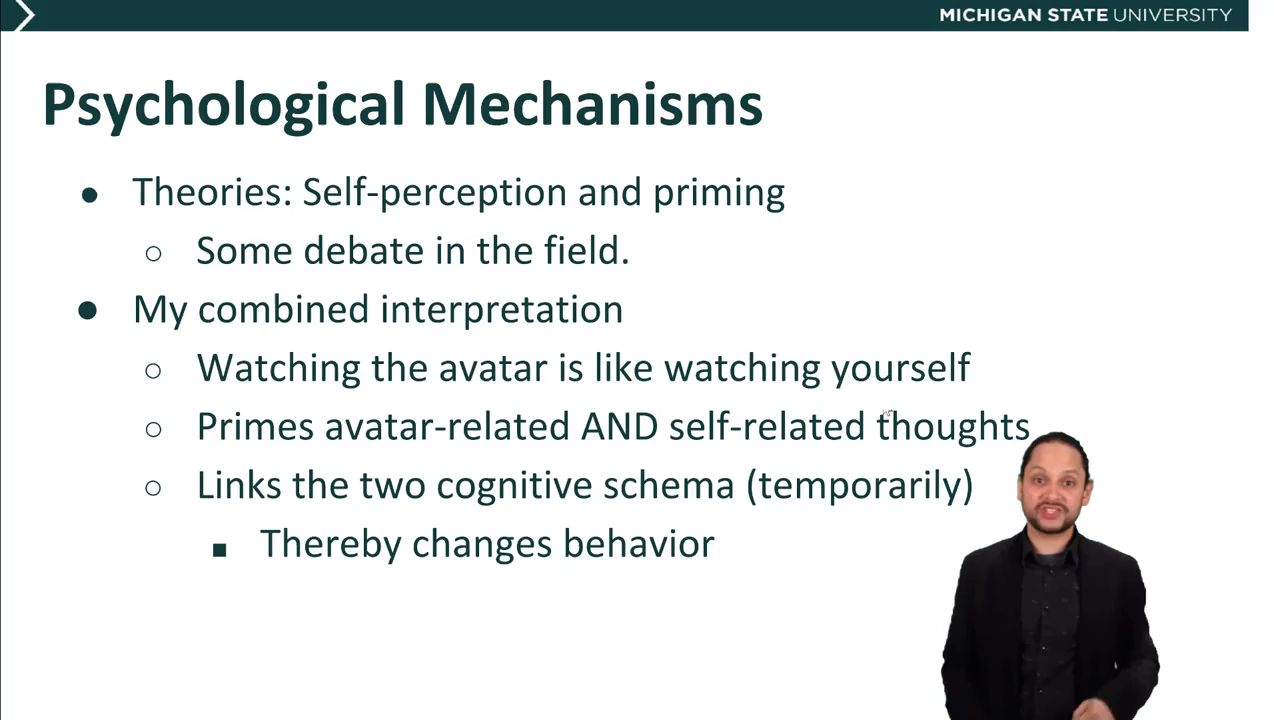 MICHIGAN STATE UNIVERSITY
Psychological Mechanisms
● Theories: Self-perception and priming
○ Some debate in the field.
● My combined interpretation
○ Watching the avatar is like watching yourself
○ Primes avatar-related AND self-related thoughts
○ Links the two cognitive schema (temporarily)
■ Thereby changes behavior